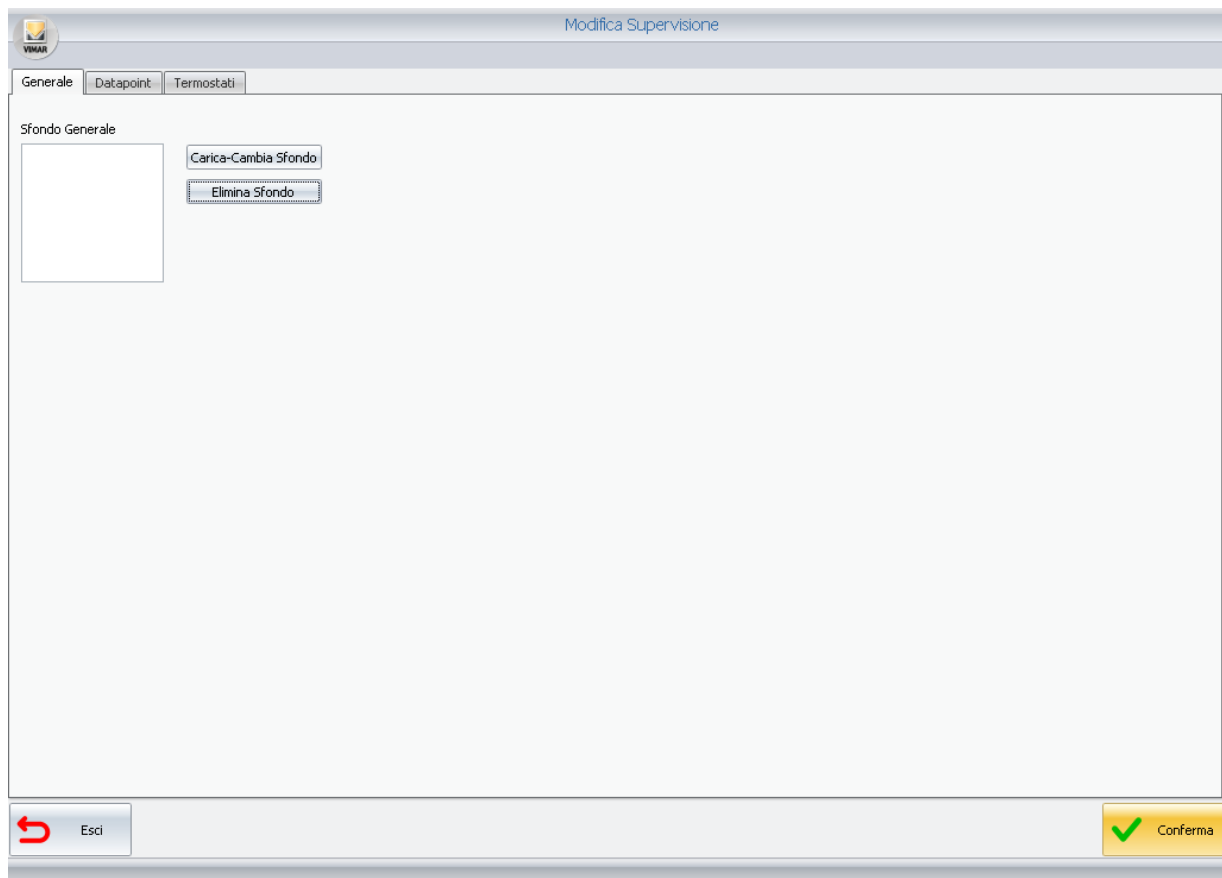 Modifica Supervisione
VIMAR
Generale Datapoint Termostati
Sfondo Generale
Carica-Cambia Sfondo
Elimina Sfondo
Esci
Conferma